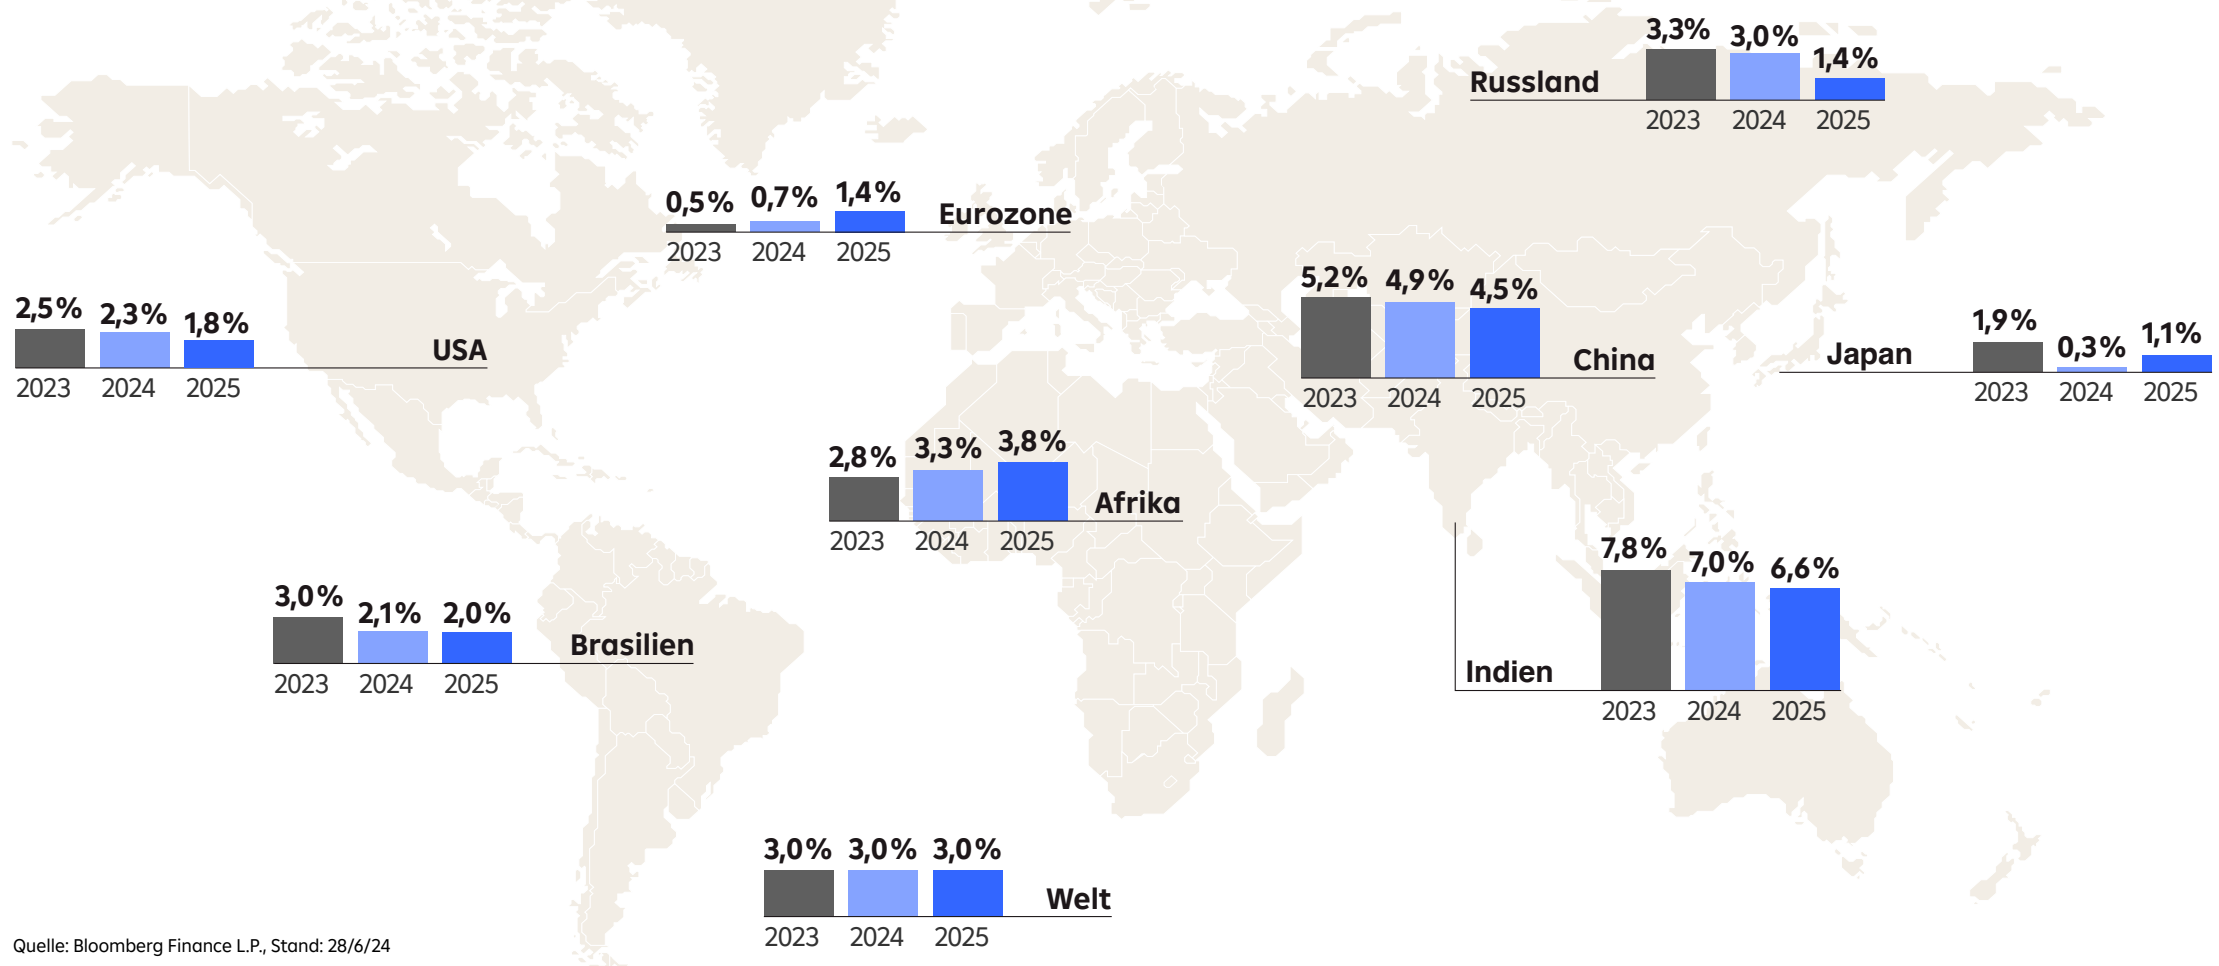 3,3% 3,0% 1,4%
Russland
2023 2024 2025
0,5% 0,7% 1,4%
Eurozone
2023 2024 2025
2,5% 2,3% 1,8%
USA
2023 2024 2025
5,2% 4,9% 4,5%
China
2023 2024 2025
1,9% 0,3% 1,1%
Japan
2023 2024 2025
2,8% 3,3% 3,8%
Afrika
2023 2024 2025
3,0% 2,1% 2,0%
Brasilien
2023 2024 2025
7,8% 7,0% 6,6%
Indien
2023 2024 2025
3,0% 3,0% 3,0%
Welt
2023 2024 2025
Quelle: Bloomberg Finance L.P., Stand: 28/6/24